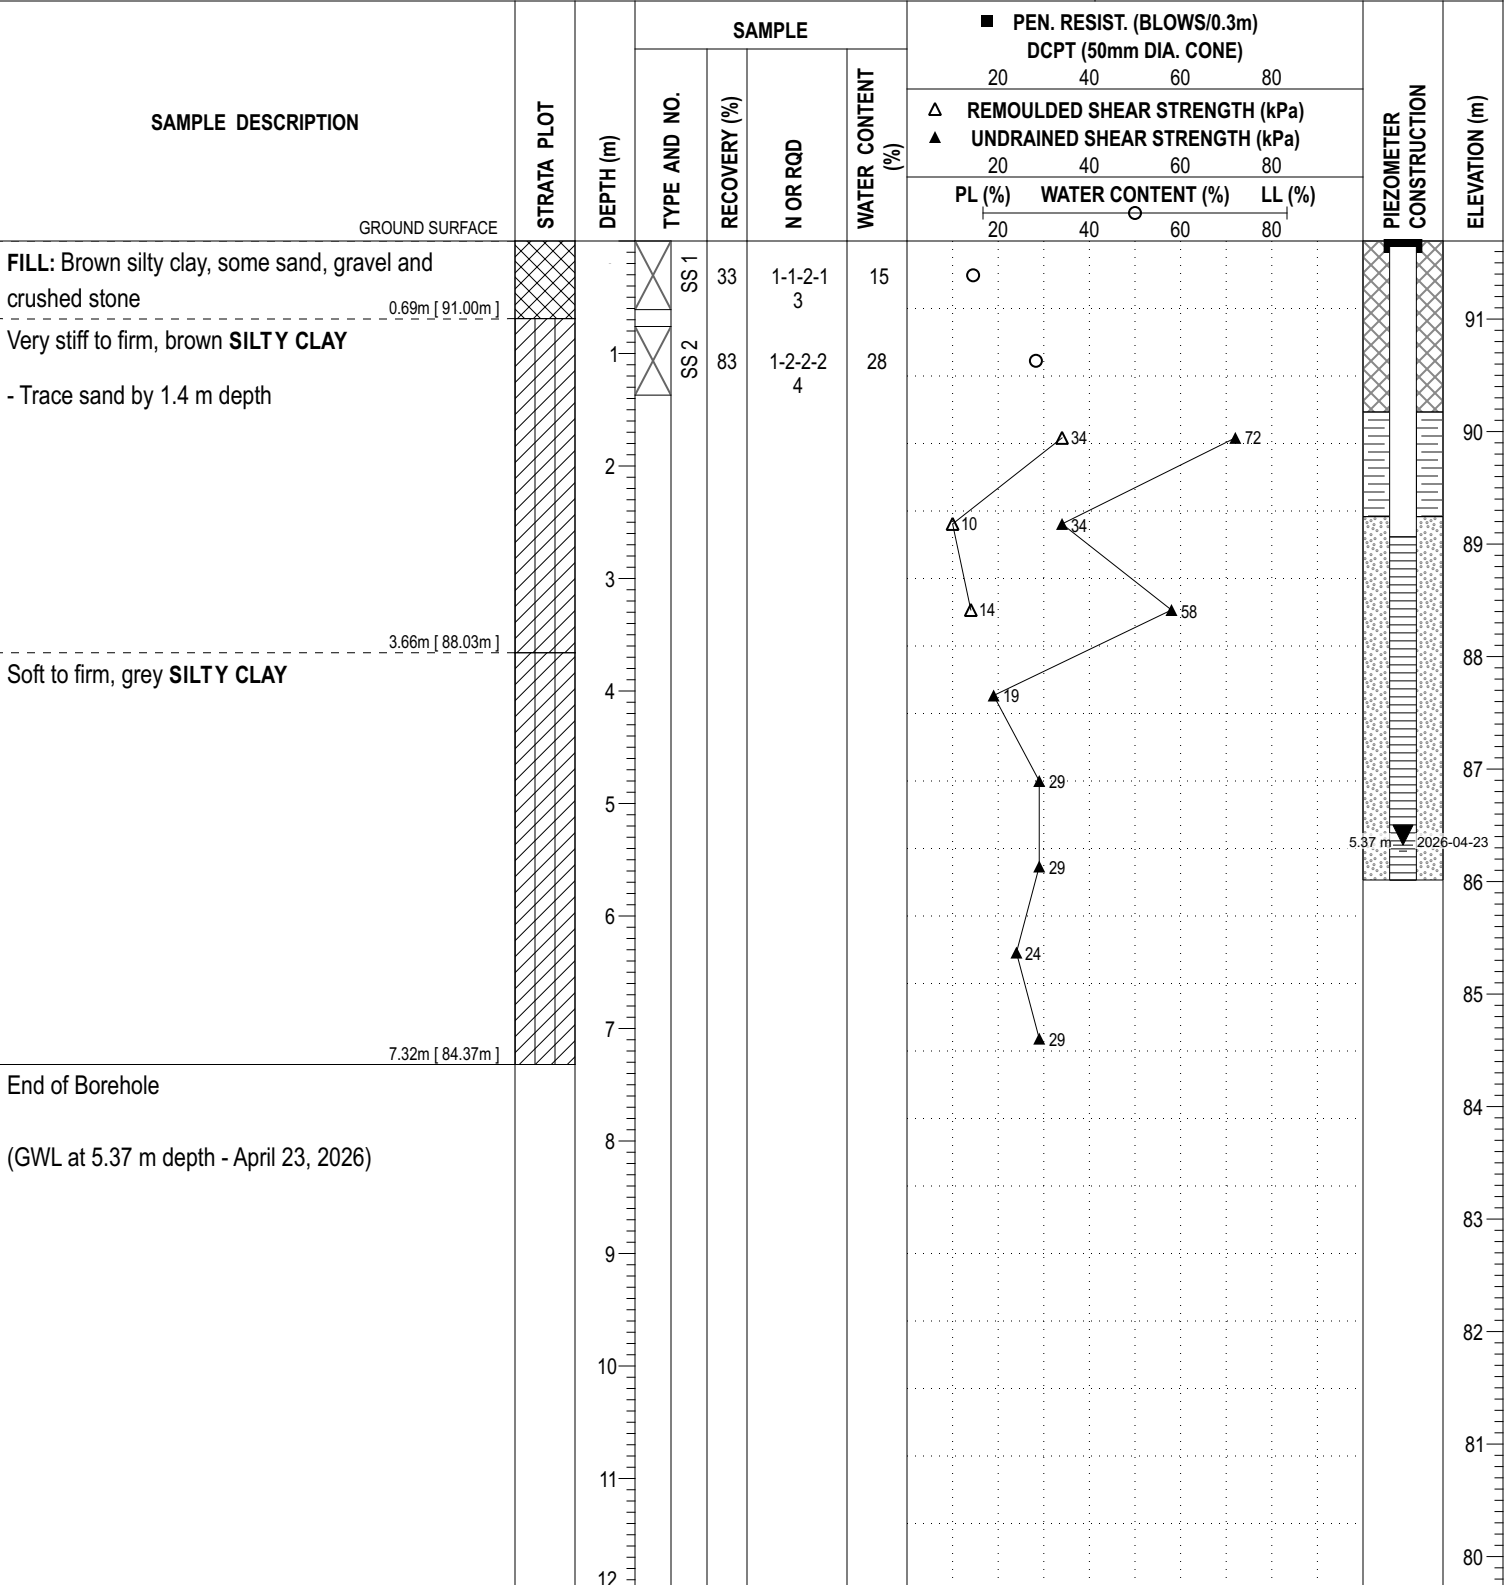 SAMPLE DESCRIPTION
GROUND SURFACE
STRATA PLOT
DEPTH (m)
SAMPLE
TYPE AND NO.
RECOVERY (%)
N OR RQD
WATER CONTENT
(%)
■ PEN. RESIST. (BLOWS/0.3m)
DCPT (50mm DIA. CONE)
20 40 60 80
△ REMOULDED SHEAR STRENGTH (kPa)
▲ UNDRAINED SHEAR STRENGTH (kPa)
20 40 60 80
PL (%) WATER CONTENT (%) LL (%)
20 40 60 80
PIEZOMETER
CONSTRUCTION
ELEVATION (m)
FILL: Brown silty clay, some sand, gravel and
crushed stone
0.69m [ 91.00m ]
SS 1 33 1-1-2-1 15
3
Very stiff to firm, brown SILTY CLAY
SS 2 83 1-2-2-2 28
4
- Trace sand by 1.4 m depth
3.66m [ 88.03m ]
Soft to firm, grey SILTY CLAY
7.32m [ 84.37m ]
End of Borehole
(GWL at 5.37 m depth - April 23, 2026)
1
2
3
4
5
6
7
8
9
10
11
12
34 72
10 34
14 58
19
29
29
24
29
5.37 m 2026-04-23
91
90
89
88
87
86
85
84
83
82
81
80